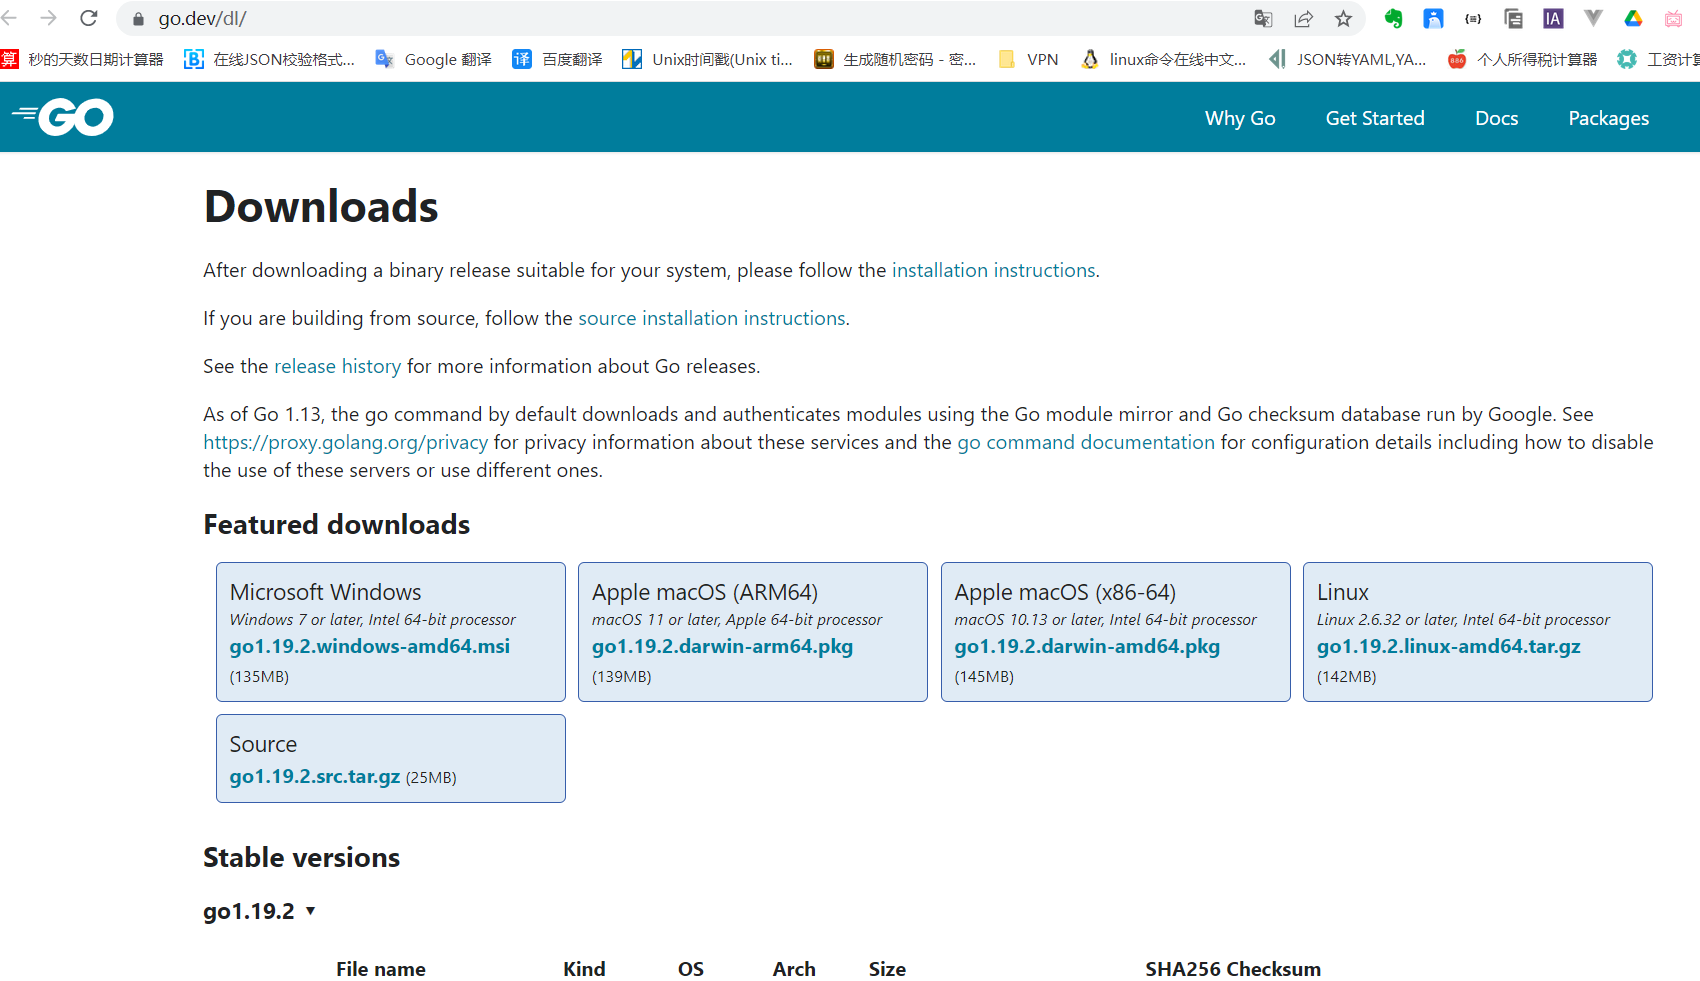 go.dev/dl/
算 秒的天数日期计算器 在线JSON校验格式... Google 翻译 译 百度翻译 Unix时间戳(Unix ti... 生成随机密码 - 密... VPN linux命令在线中文... JSON转YAML,YA... 个人所得税计算器
GO Why Go Get Started Docs Packages
Downloads
After downloading a binary release suitable for your system, please follow the installation instructions.
If you are building from source, follow the source installation instructions.
See the release history for more information about Go releases.
As of Go 1.13, the go command by default downloads and authenticates modules using the Go module mirror and Go checksum database run by Google. See
https://proxy.golang.org/privacy for privacy information about these services and the go command documentation for configuration details including how to disable
the use of these servers or use different ones.
Featured downloads
Microsoft Windows
Windows 7 or later, Intel 64-bit processor
go1.19.2.windows-amd64.msi
(135MB)
Apple macOS (ARM64)
macOS 11 or later, Apple 64-bit processor
go1.19.2.darwin-arm64.pkg
(139MB)
Apple macOS (x86-64)
macOS 10.13 or later, Intel 64-bit processor
go1.19.2.darwin-amd64.pkg
(145MB)
Linux
Linux 2.6.32 or later, Intel 64-bit processor
go1.19.2.linux-amd64.tar.gz
(142MB)
Source
go1.19.2.src.tar.gz (25MB)
Stable versions
go1.19.2 ▾
File name Kind OS Arch Size SHA256 Checksum